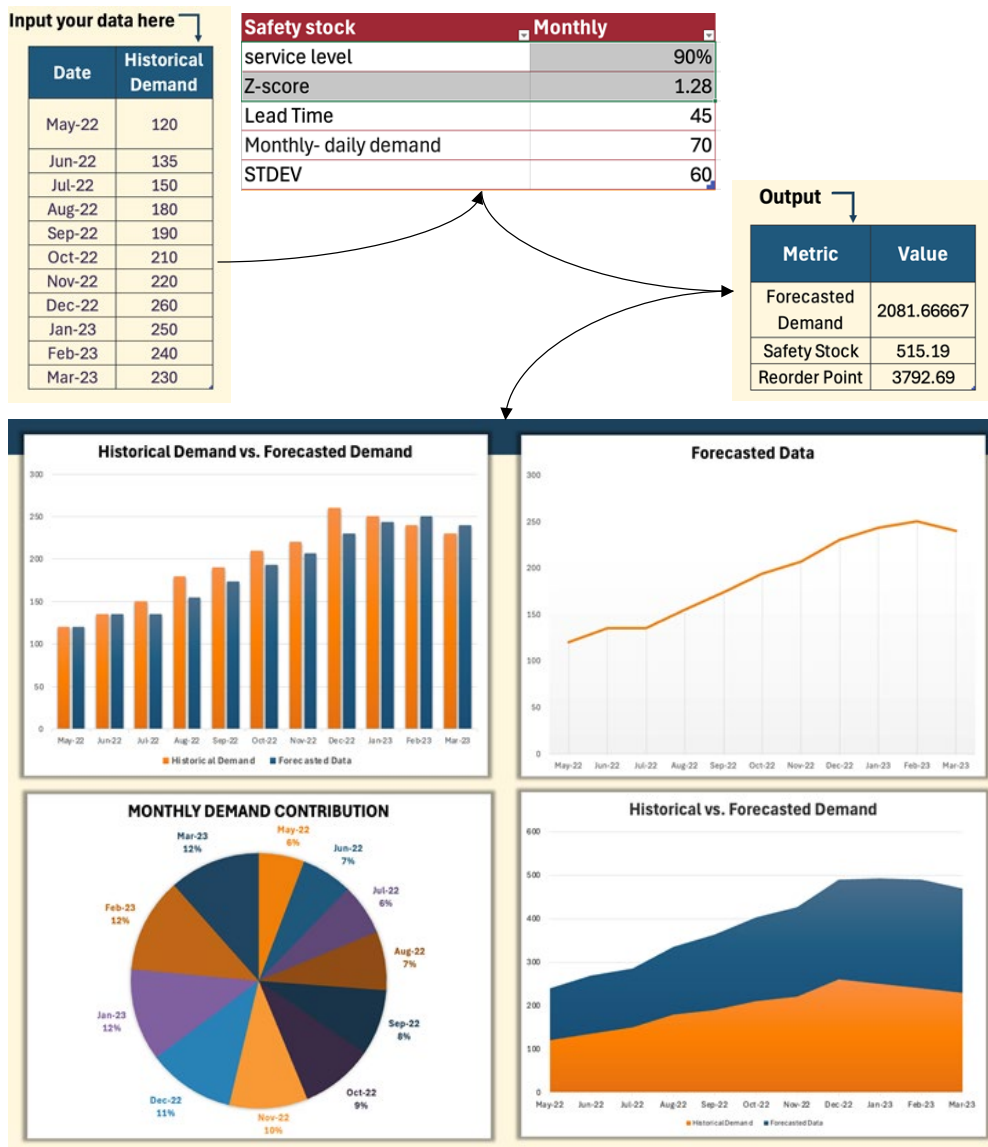 Input your data here
Date Historical Demand
May-22 120
Jun-22 135
Jul-22 150
Aug-22 180
Sep-22 190
Oct-22 210
Nov-22 220
Dec-22 260
Jan-23 250
Feb-23 240
Mar-23 230
Safety stock Monthly
service level 90%
Z-score 1.28
Lead Time 45
Monthly- daily demand 70
STDEV 60
Output
Metric Value
Forecasted Demand 2081.66667
Safety Stock 515.19
Reorder Point 3792.69
Historical Demand vs. Forecasted Demand
300
250
200
150
100
50
0
May-22 Jun-22 Jul-22 Aug-22 Sep-22 Oct-22 Nov-22 Dec-22 Jan-23 Feb-23 Mar-23
Historical Demand Forecasted Data
Forecasted Data
300
250
200
150
100
50
0
May-22 Jun-22 Jul-22 Aug-22 Sep-22 Oct-22 Nov-22 Dec-22 Jan-23 Feb-23 Mar-23
MONTHLY DEMAND CONTRIBUTION
May-22
6%
Jun-22
7%
Jul-22
6%
Aug-22
7%
Sep-22
8%
Oct-22
9%
Nov-22
10%
Dec-22
11%
Jan-23
12%
Feb-23
12%
Mar-23
12%
Historical vs. Forecasted Demand
600
500
400
300
200
100
0
May-22 Jun-22 Jul-22 Aug-22 Sep-22 Oct-22 Nov-22 Dec-22 Jan-23 Feb-23 Mar-23
Historical Demand Forecasted Data